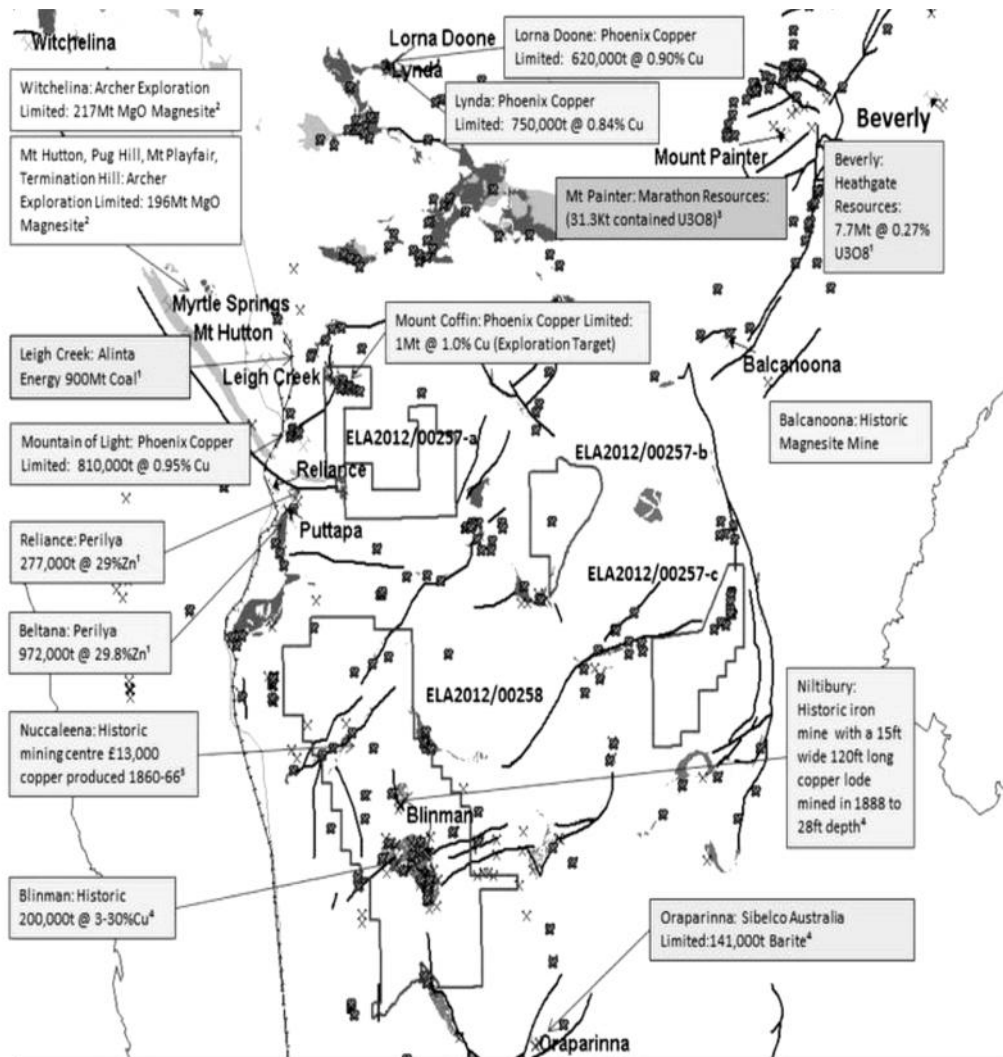 Witchelina
Lorna Doone
Lynda
Lorna Doone: Phoenix Copper
Limited: 620,000t @ 0.90% Cu
Witchelina: Archer Exploration
Limited: 217Mt MgO Magnesite²
Lynda: Phoenix Copper
Limited: 750,000t @ 0.84% Cu
Beverly
Mount Painter
Mt Hutton, Pug Hill, Mt Playfair,
Termination Hill: Archer
Exploration Limited: 196Mt MgO
Magnesite²
Mt Painter: Marathon Resources:
(31.3Kt contained U3O8)³
Beverly:
Heathgate
Resources:
7.7Mt @ 0.27%
U3O8¹
Myrtle Springs
Mt Hutton
Mount Coffin: Phoenix Copper Limited:
1Mt @ 1.0% Cu (Exploration Target)
Leigh Creek: Alinta
Energy 900Mt Coal¹
Leigh Creek
Balcanoona
Balcanoona: Historic
Magnesite Mine
Mountain of Light: Phoenix Copper
Limited: 810,000t @ 0.95% Cu
ELA2012/00257-a
ELA2012/00257-b
Reliance
Puttapa
Reliance: Perilya
277,000t @ 29%Zn¹
ELA2012/00257-c
Beltana: Perilya
972,000t @ 29.8%Zn¹
ELA2012/00258
Niltibury:
Historic iron
mine with a 15ft
wide 120ft long
copper lode
mined in 1888 to
28ft depth⁴
Nuccaleena: Historic
mining centre £13,000
copper produced 1860-66⁵
Blinman
Blinman: Historic
200,000t @ 3-30%Cu⁴
Oraparinna: Sibelco Australia
Limited:141,000t Barite⁴
Oraparinna